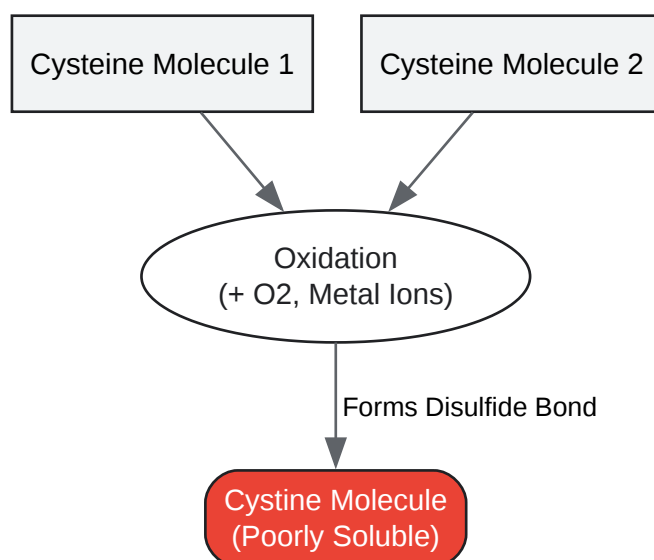 Cysteine Molecule 1
Cysteine Molecule 2
Oxidation
(+ O2, Metal Ions)
Forms Disulfide Bond
Cystine Molecule
(Poorly Soluble)